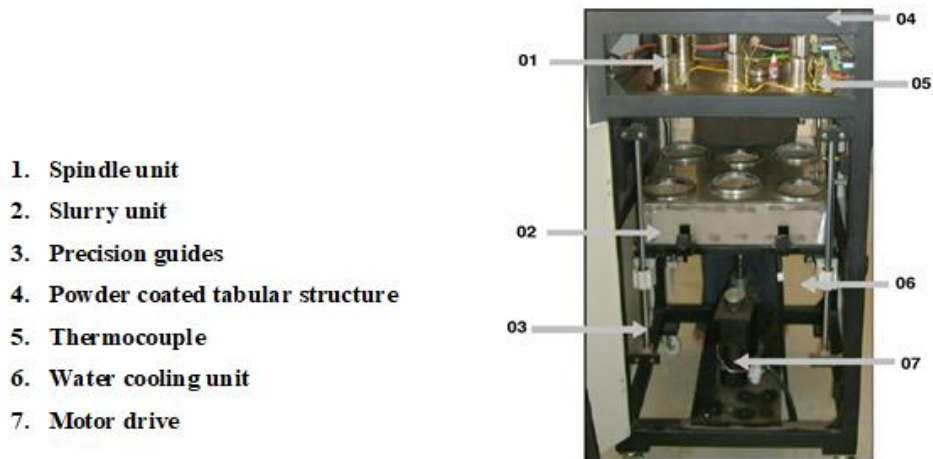 1. Spindle unit
2. Slurry unit
3. Precision guides
4. Powder coated tabular structure
5. Thermocouple
6. Water cooling unit
7. Motor drive
04
01
05
02
06
03
07